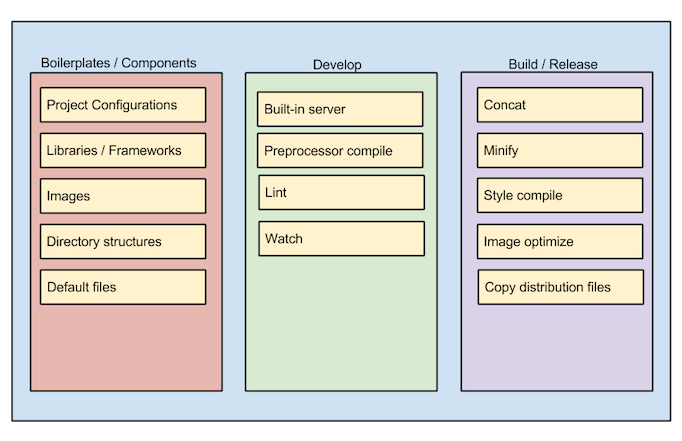 Boilerplates / Components
Project Configurations
Libraries / Frameworks
Images
Directory structures
Default files
Develop
Built-in server
Preprocessor compile
Lint
Watch
Build / Release
Concat
Minify
Style compile
Image optimize
Copy distribution files